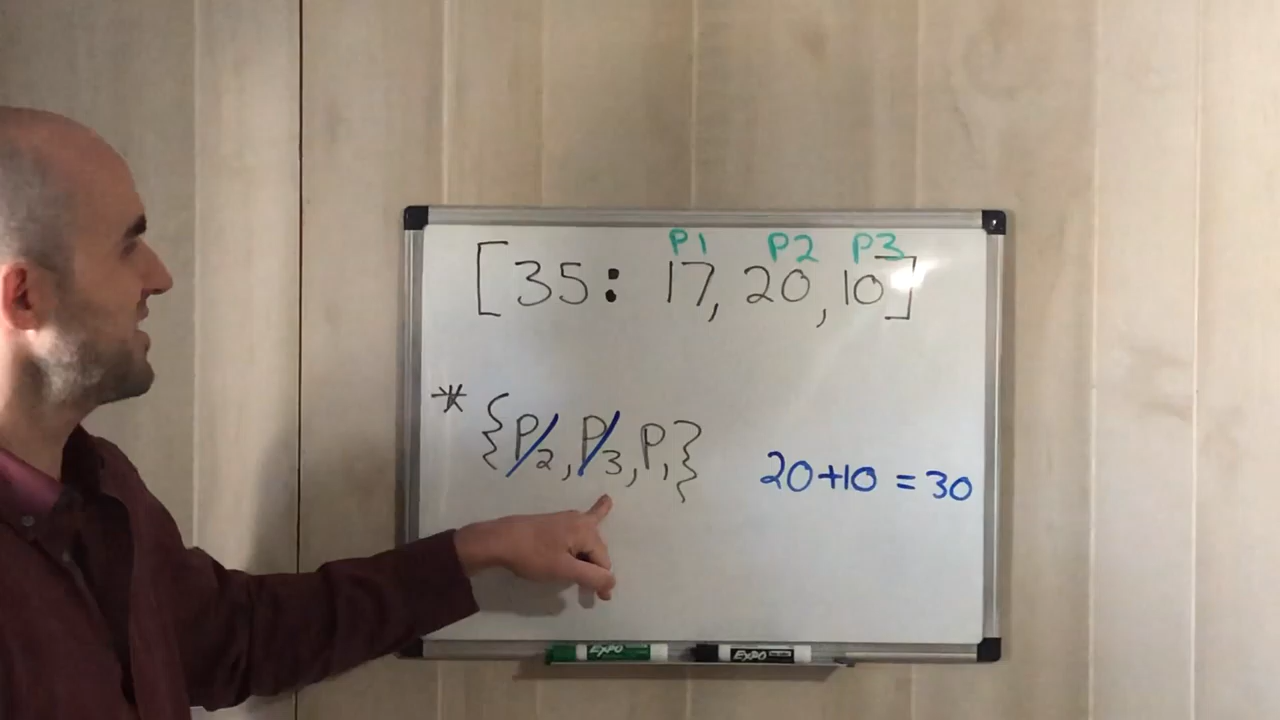 P1 P2 P3
[35: 17, 20, 10]
* {P2, P3, P1}
20+10 = 30
EXPO EXPO